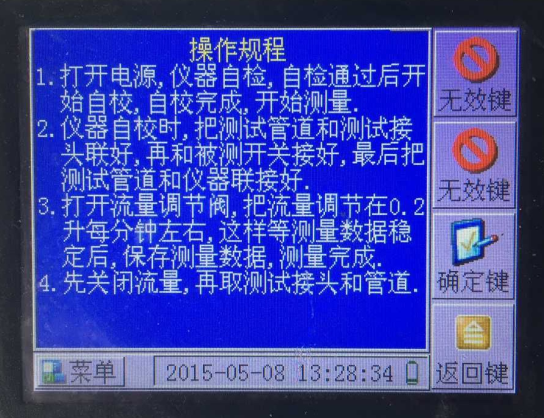 操作规程
1.打开电源,仪器自检,自检通过后开
始自校,自校完成,开始测量.
2.仪器自校时,把测试管道和测试接
头联好,再和被测开关接好,最后把
测试管道和仪器联接好.
3.打开流量调节阀,把流量调节在0.2
升每分钟左右,这样等测量数据稳
定后,保存测量数据,测量完成.
4.先关闭流量,再取测试接头和管道.
无效键
无效键
确定键
返回键
菜单
2015-05-08 13:28:34